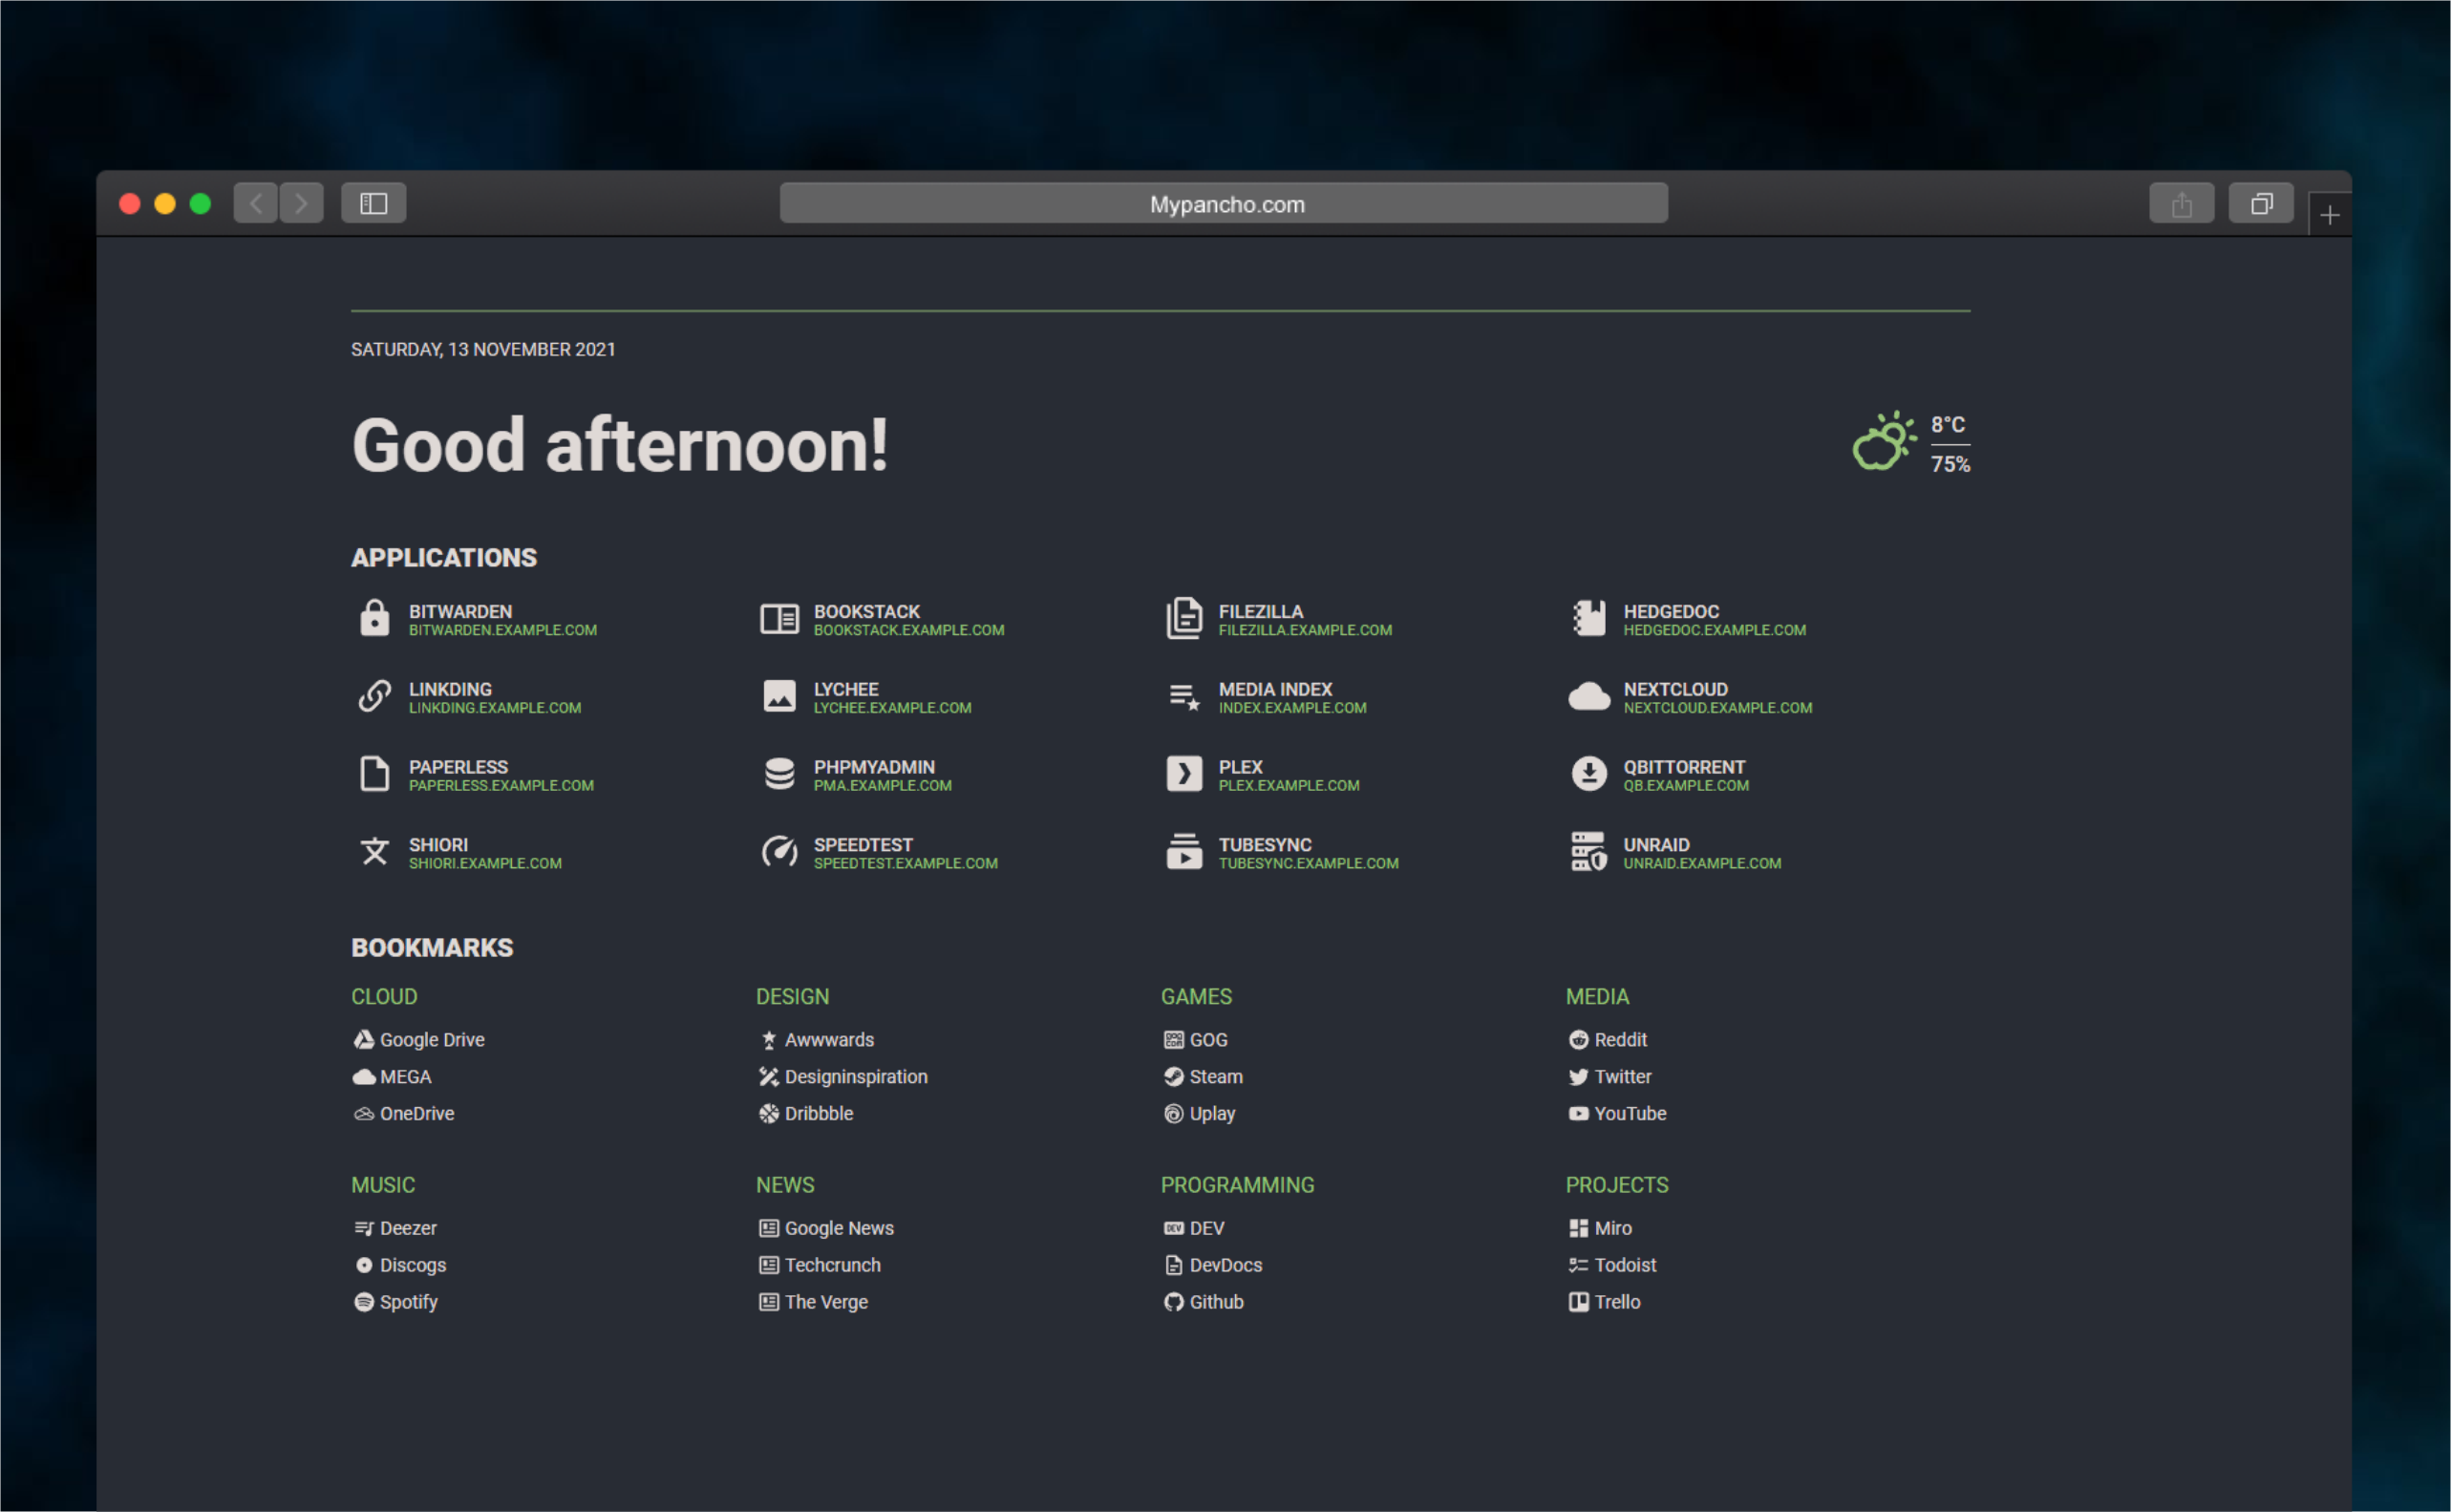 Mypancho.com
SATURDAY, 13 NOVEMBER 2021
Good afternoon!
8°C
75%
APPLICATIONS
BITWARDEN
BITWARDEN.EXAMPLE.COM
BOOKSTACK
BOOKSTACK.EXAMPLE.COM
FILEZILLA
FILEZILLA.EXAMPLE.COM
HEDGEDOC
HEDGEDOC.EXAMPLE.COM
LINKDING
LINKDING.EXAMPLE.COM
LYCHEE
LYCHEE.EXAMPLE.COM
MEDIA INDEX
INDEX.EXAMPLE.COM
NEXTCLOUD
NEXTCLOUD.EXAMPLE.COM
PAPERLESS
PAPERLESS.EXAMPLE.COM
PHPMYADMIN
PMA.EXAMPLE.COM
PLEX
PLEX.EXAMPLE.COM
QBITTORRENT
QB.EXAMPLE.COM
SHIORI
SHIORI.EXAMPLE.COM
SPEEDTEST
SPEEDTEST.EXAMPLE.COM
TUBESYNC
TUBESYNC.EXAMPLE.COM
UNRAID
UNRAID.EXAMPLE.COM
BOOKMARKS
CLOUD
Google Drive
MEGA
OneDrive
DESIGN
Awwwards
Designinspiration
Dribbble
GAMES
GOG
Steam
Uplay
MEDIA
Reddit
Twitter
YouTube
MUSIC
Deezer
Discogs
Spotify
NEWS
Google News
Techcrunch
The Verge
PROGRAMMING
DEV
DevDocs
Github
PROJECTS
Miro
Todoist
Trello